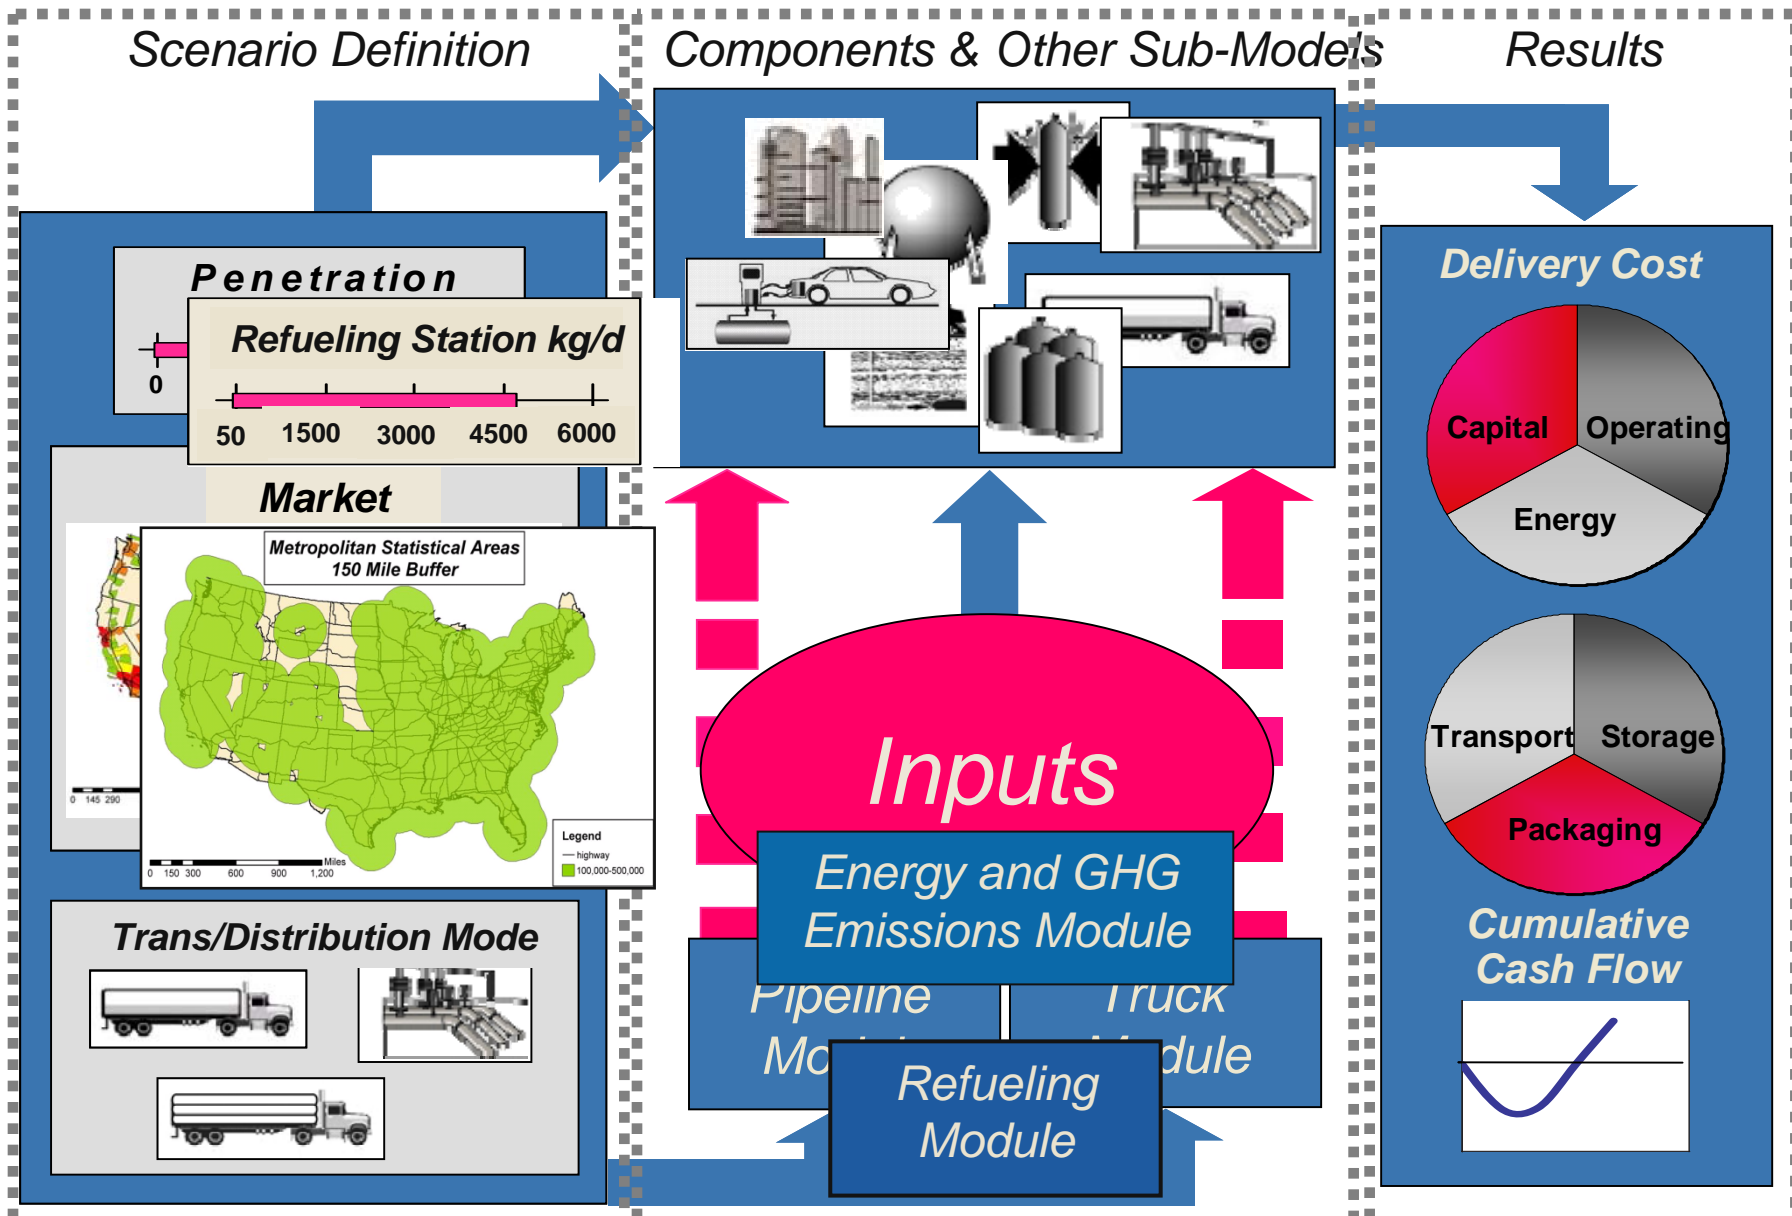 Scenario Definition
Components & Other Sub-Models
Results
Penetration
0
Refueling Station kg/d
50 1500 3000 4500 6000
Market
Metropolitan Statistical Areas
150 Mile Buffer
0 145 290
Legend
highway
100,000-500,000
Miles
0 150 300 600 900 1,200
Trans/Distribution Mode
Inputs
Energy and GHG
Emissions Module
Pipeline
Truck
Module
Refueling
Module
Delivery Cost
Capital
Operating
Energy
Transport
Storage
Packaging
Cumulative
Cash Flow